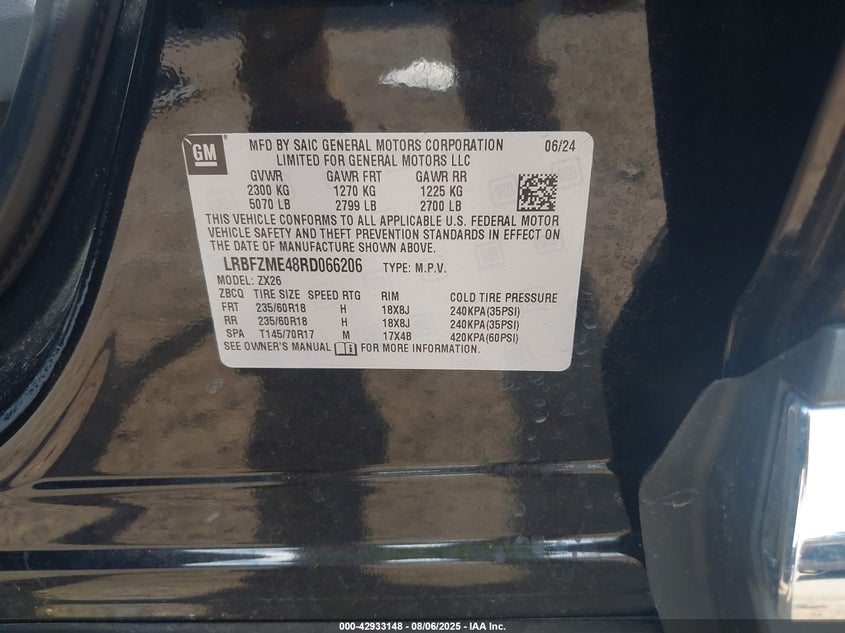 GM
MFD BY SAIC GENERAL MOTORS CORPORATION 06/24
LIMITED FOR GENERAL MOTORS LLC
GVWR GAWR FRT GAWR RR
2300 KG 1270 KG 1225 KG
5070 LB 2799 LB 2700 LB
THIS VEHICLE CONFORMS TO ALL APPLICABLE U.S. FEDERAL MOTOR
VEHICLE SAFETY AND THEFT PREVENTION STANDARDS IN EFFECT ON
THE DATE OF MANUFACTURE SHOWN ABOVE.
LRBFZME48RD066206 TYPE: M.P.V.
MODEL: ZX26
ZBCQ TIRE SIZE SPEED RTG RIM COLD TIRE PRESSURE
FRT 235/60R18 H 18X8J 240KPA(35PSI)
RR 235/60R18 H 18X8J 240KPA(35PSI)
SPA T145/70R17 M 17X4B 420KPA(60PSI)
SEE OWNER'S MANUAL FOR MORE INFORMATION.
000-42933148 - 08/06/2025 - IAA Inc.